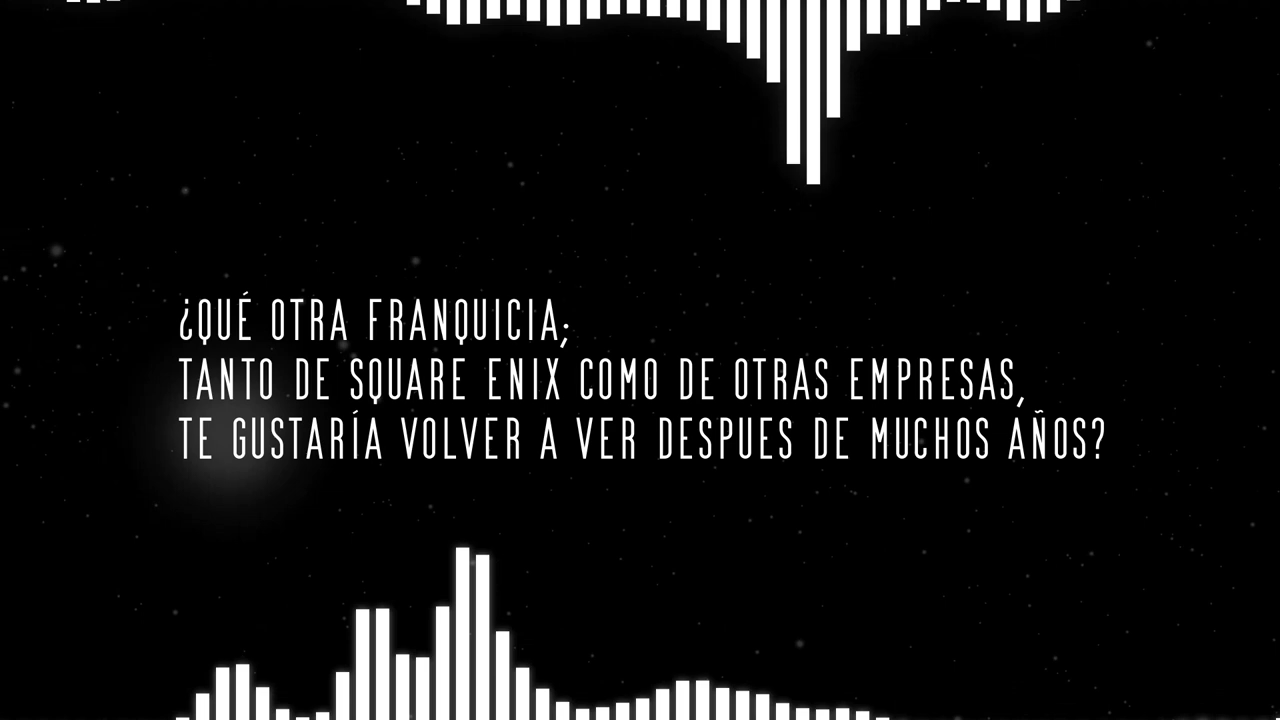 ¿QUÉ OTRA FRANQUICIA;
TANTO DE SQUARE ENIX COMO DE OTRAS EMPRESAS,
TE GUSTARÍA VOLVER A VER DESPUES DE MUCHOS AÑOS?